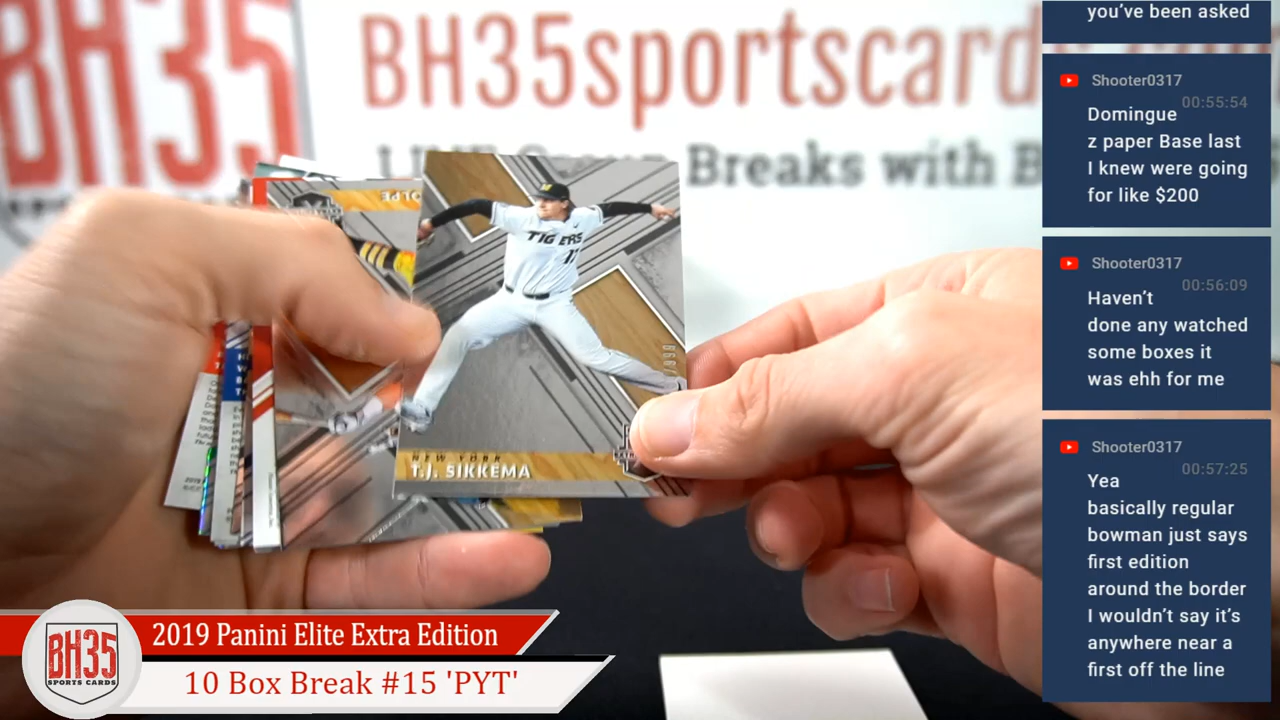 BH35
BH35sportscard
Breaks with B
OLPE
TIGERS
NEW YORK
T.J. SIKKEMA
BH35
SPORTS CARDS
2019 Panini Elite Extra Edition
10 Box Break #15 'PYT'
you've been asked
Shooter0317
00:55:54
Domingue
z paper Base last
I knew were going
for like $200
Shooter0317
00:56:09
Haven't
done any watched
some boxes it
was ehh for me
Shooter0317
00:57:25
Yea
basically regular
bowman just says
first edition
around the border
I wouldn't say it's
anywhere near a
first off the line